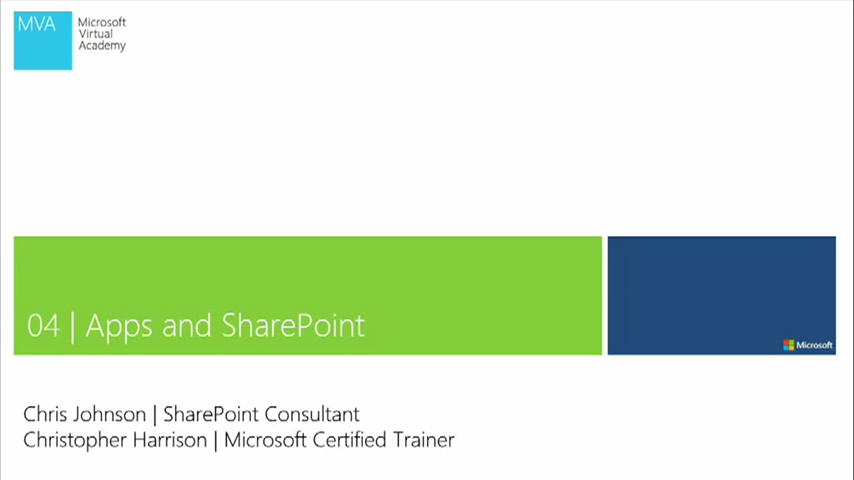 MVA
Microsoft
Virtual
Academy
04 | Apps and SharePoint
Microsoft
Chris Johnson | SharePoint Consultant
Christopher Harrison | Microsoft Certified Trainer